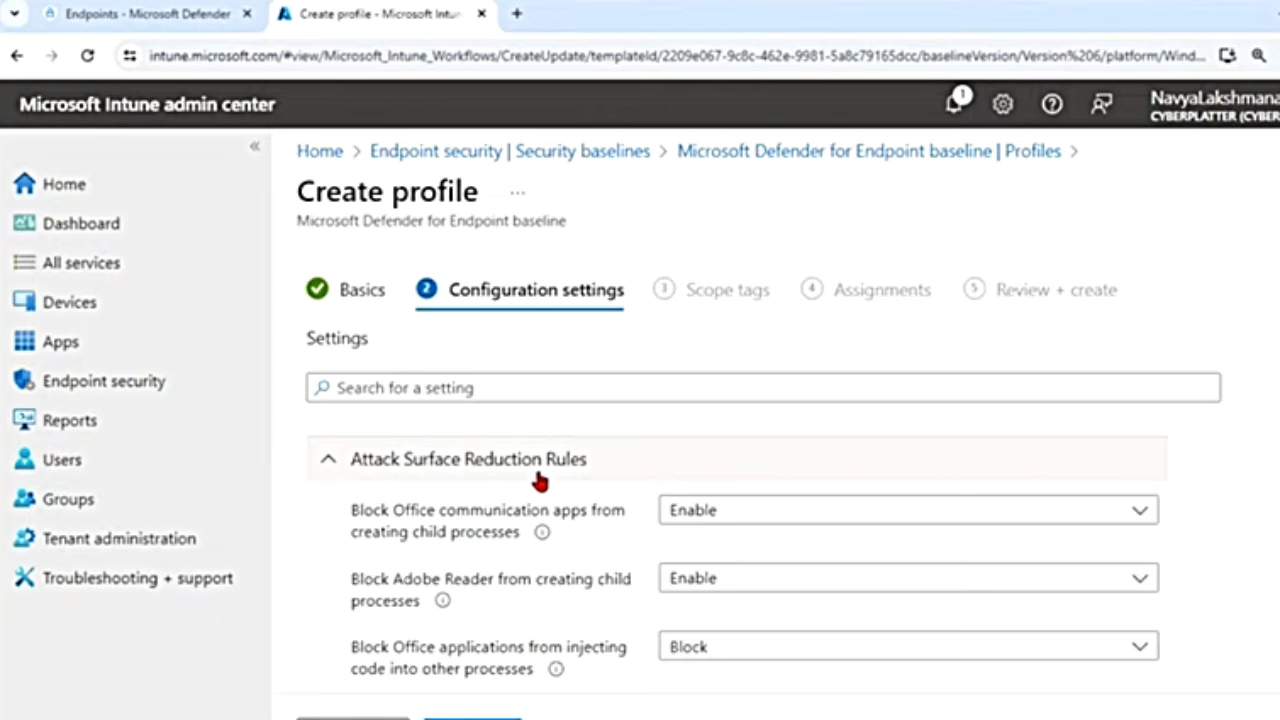 Endpoints - Microsoft Defender
Create profile - Microsoft Intun
intune.microsoft.com/#view/Microsoft_Intune_Workflows/CreateUpdate/templateId/2209e067-9c8c-462e-9981-5a8c79165dcc/baselineVersion/Version%206/platform/Wind...
Microsoft Intune admin center
1
NavyaLakshmana
CYBERPLATTER (CYBER
Home > Endpoint security | Security baselines > Microsoft Defender for Endpoint baseline | Profiles >
Create profile ...
Microsoft Defender for Endpoint baseline
Home
Dashboard
All services
Devices
Apps
Endpoint security
Reports
Users
Groups
Tenant administration
Troubleshooting + support
Basics 2 Configuration settings 3 Scope tags 4 Assignments 5 Review + create
Settings
Search for a setting
Attack Surface Reduction Rules
Block Office communication apps from
creating child processes
Enable
Block Adobe Reader from creating child
processes
Enable
Block Office applications from injecting
code into other processes
Block